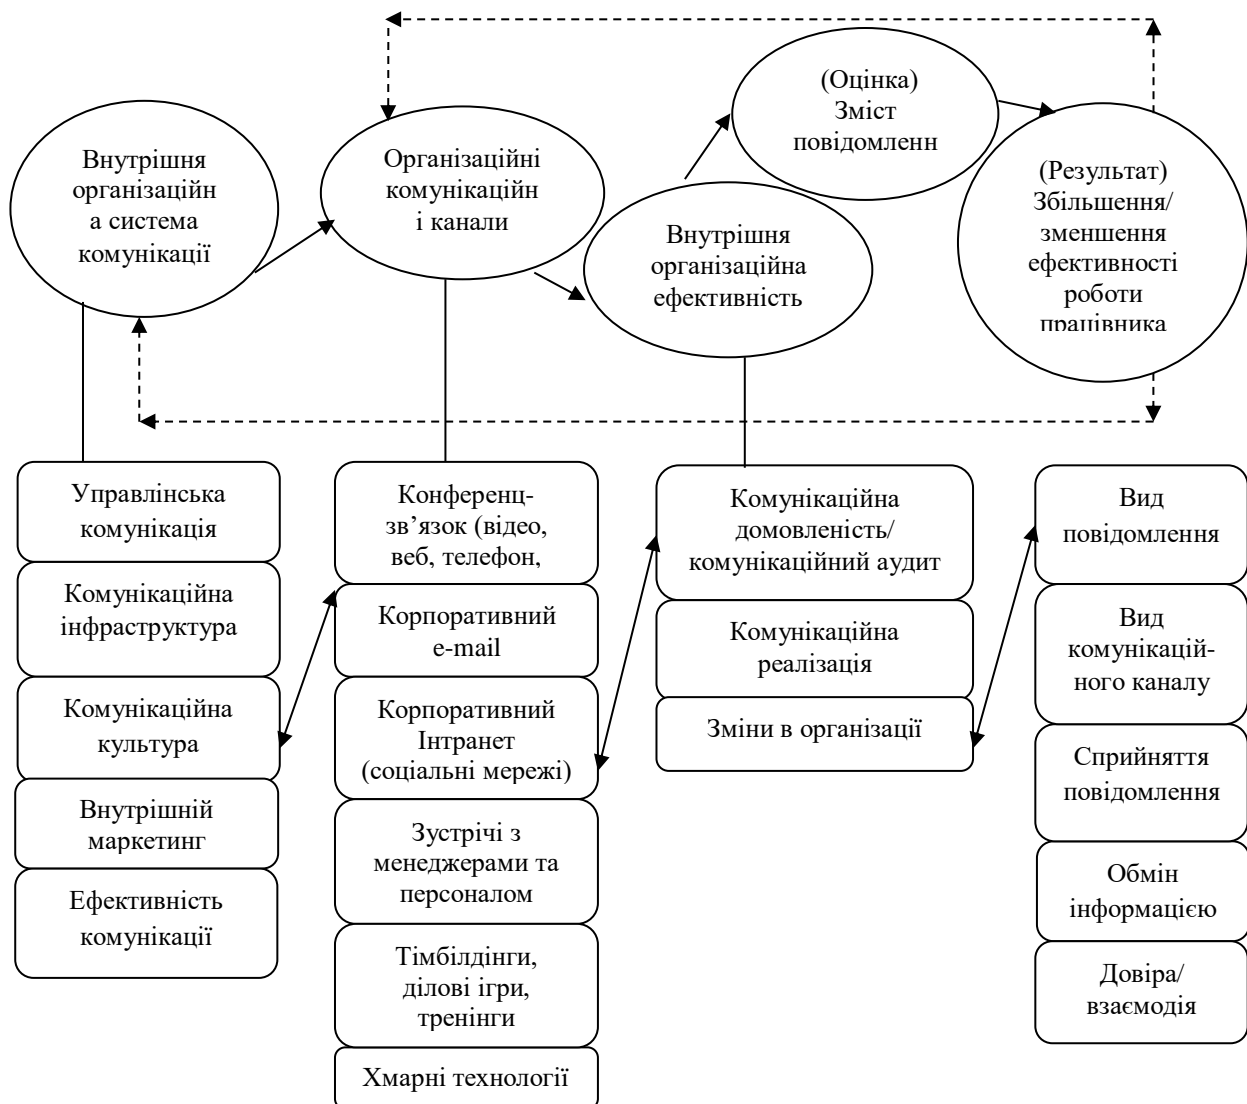 Внутрішня
організаційн
а система
комунікації
Організаційні
комунікаційн
і канали
Внутрішня
організаційна
ефективність
(Оцінка)
Зміст
повідомленн
(Результат)
Збільшення/
зменшення
ефективності
роботи
працівника
Управлінська
комунікація
Комунікаційна
інфраструктура
Комунікаційна
культура
Внутрішній
маркетинг
Ефективність
комунікації
Конференц-
зв’язок (відео,
веб, телефон,
Корпоративний
e-mail
Корпоративний
Інтранет
(соціальні мережі)
Зустрічі з
менеджерами та
персоналом
Тімбілдінги,
ділові ігри,
тренінги
Хмарні технології
Комунікаційна
домовленість/
комунікаційний аудит
Комунікаційна
реалізація
Зміни в організації
Вид
повідомлення
Вид
комунікацій-
ного каналу
Сприйняття
повідомлення
Обмін
інформацією
Довіра/
взаємодія